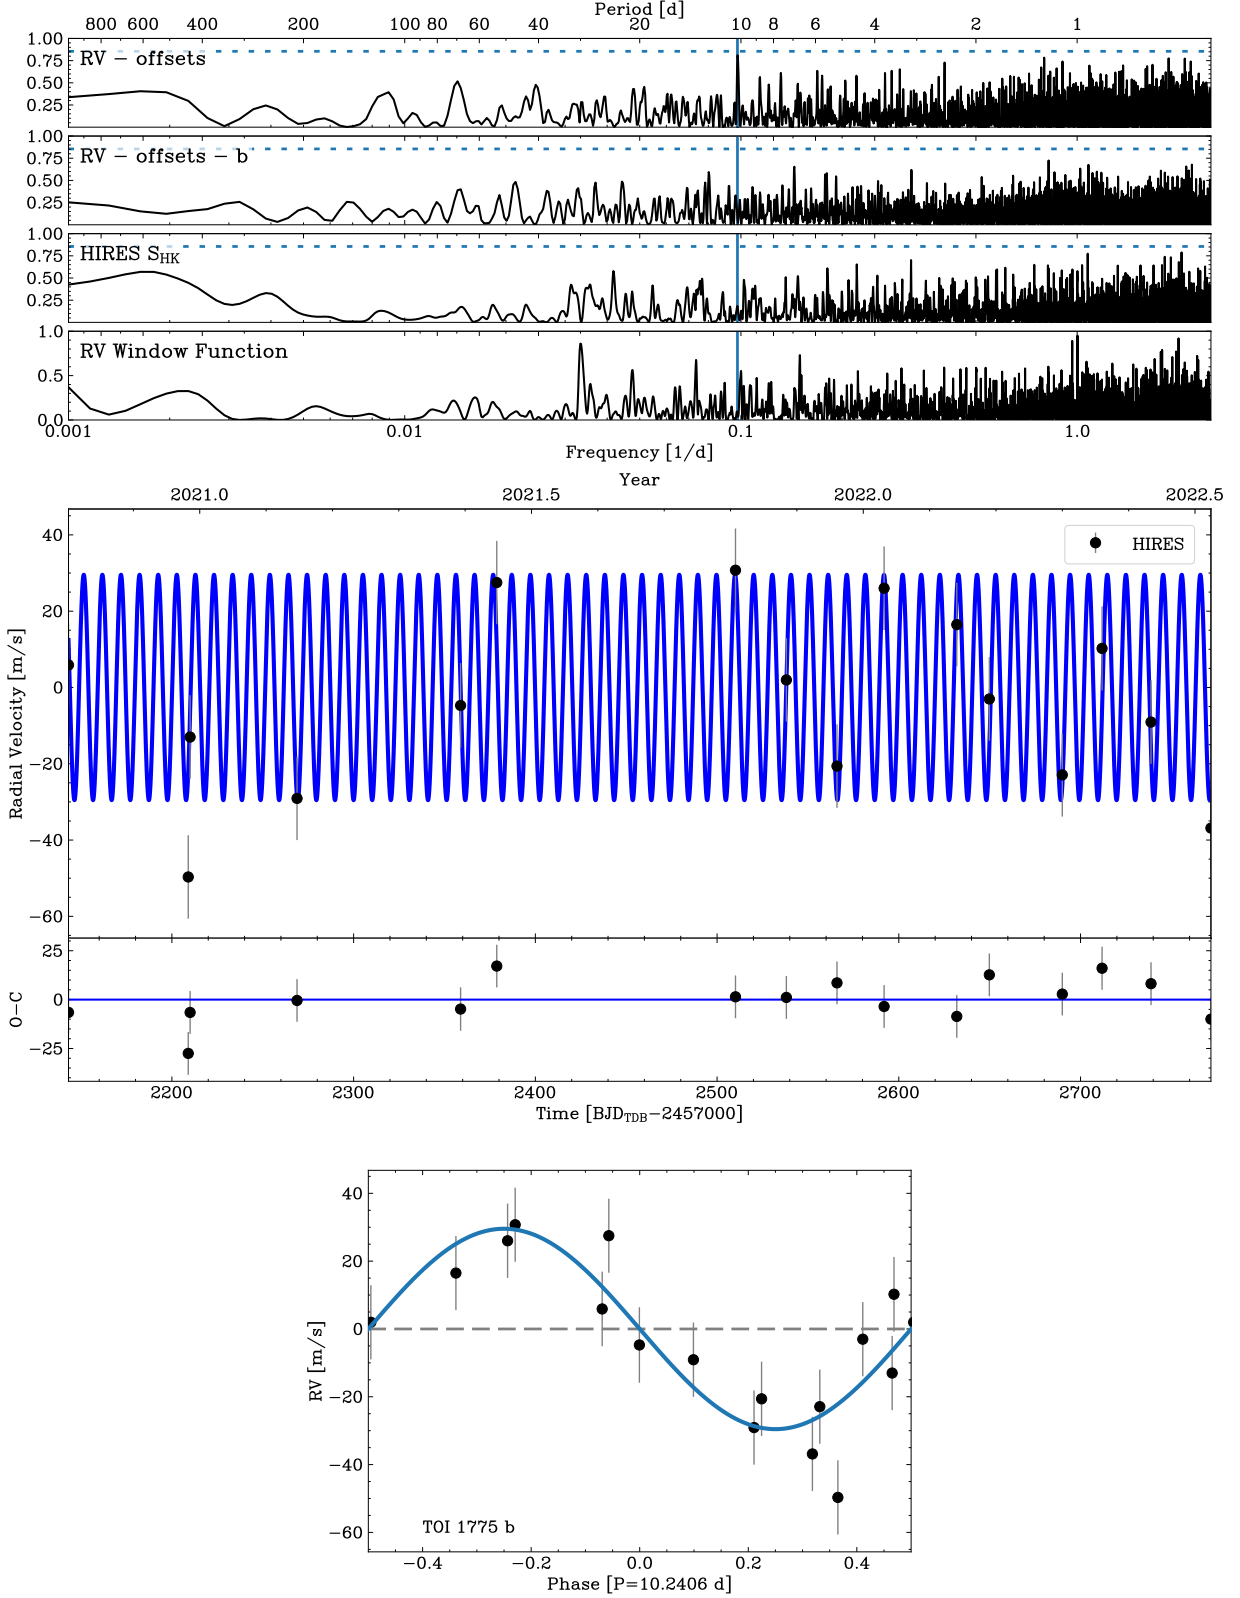 Period [d]
800 600 400 200 100 80 60 40 20 10 8 6 4 2 1
1.00
RV − offsets
0.75
0.50
0.25
1.00
RV − offsets − b
0.75
0.50
0.25
1.00
HIRES S_HK
0.75
0.50
0.25
1.0
RV Window Function
0.5
0.0
0.001 0.01 0.1 1.0
Frequency [1/d]
Year
2021.0 2021.5 2022.0 2022.5
HIRES
40
20
0
−20
−40
−60
Radial Velocity [m/s]
25
0
−25
O−C
2200 2300 2400 2500 2600 2700
Time [BJD_TDB−2457000]
40
20
0
−20
−40
−60
RV [m/s]
TOI 1775 b
−0.4 −0.2 0.0 0.2 0.4
Phase [P=10.2406 d]